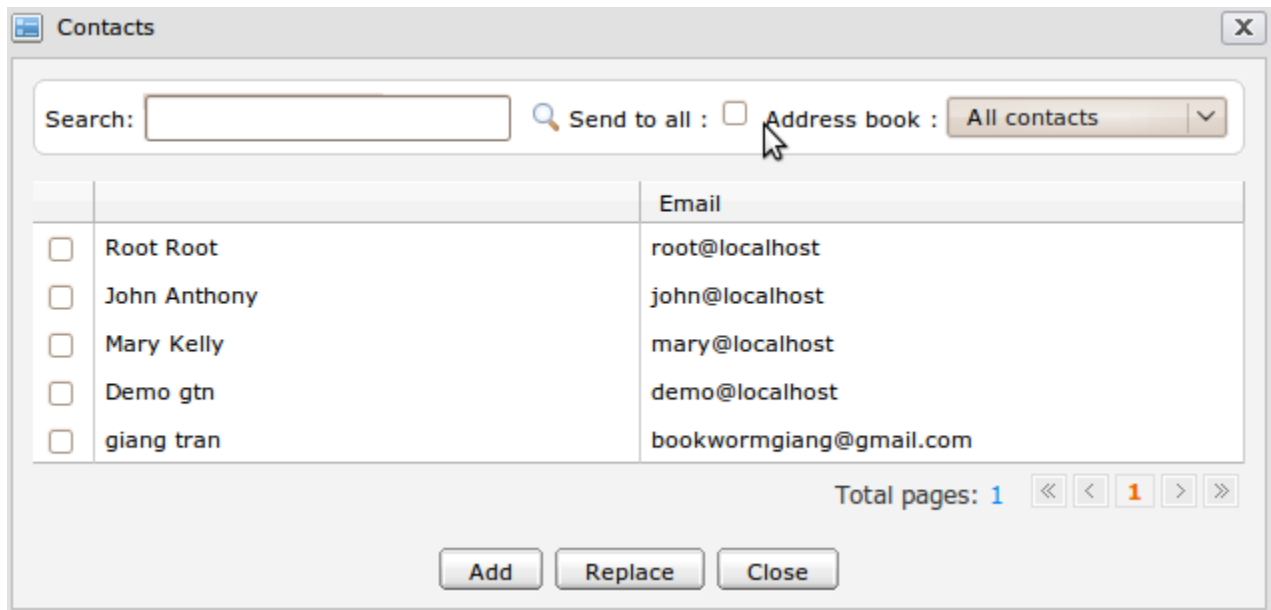 Contacts
X
Search: Send to all : Address book : All contacts
Email
Root Root root@localhost
John Anthony john@localhost
Mary Kelly mary@localhost
Demo gtn demo@localhost
giang tran bookwormgiang@gmail.com
Total pages: 1 « < 1 > »
Add Replace Close